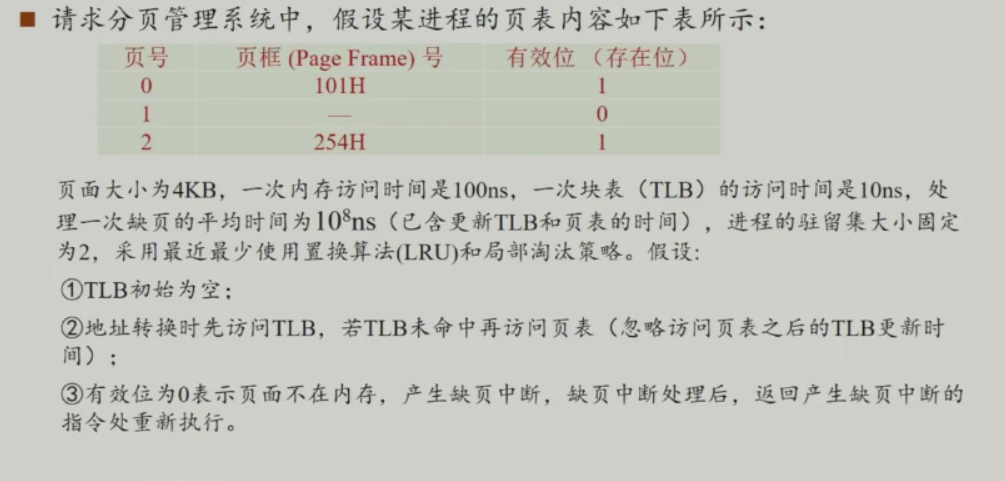 ■ 请求分页管理系统中，假设某进程的页表内容如下表所示：
页号 页框 (Page Frame) 号 有效位 （存在位）
0 101H 1
1 — 0
2 254H 1
页面大小为4KB，一次内存访问时间是100ns，一次块表（TLB）的访问时间是10ns，处
理一次缺页的平均时间为10⁸ns（已含更新TLB和页表的时间），进程的驻留集大小固定
为2，采用最近最少使用置换算法(LRU)和局部淘汰策略。假设:
①TLB初始为空；
②地址转换时先访问TLB，若TLB未命中再访问页表（忽略访问页表之后的TLB更新时
间）；
③有效位为0表示页面不在内存，产生缺页中断，缺页中断处理后，返回产生缺页中断的
指令处重新执行。